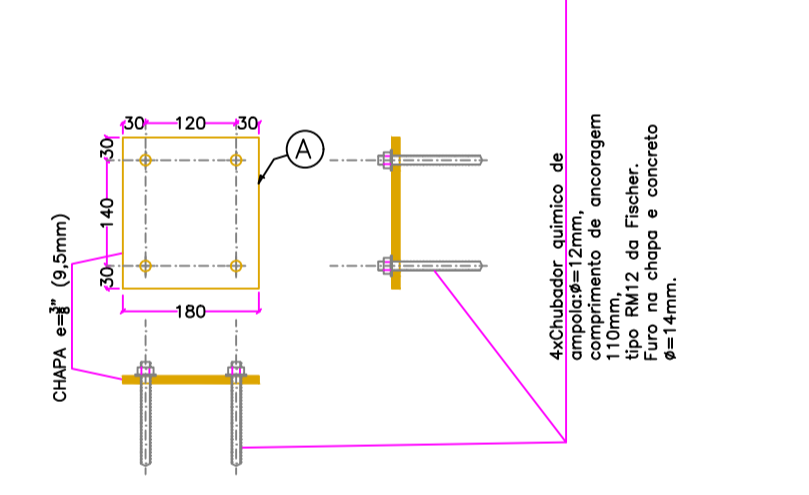 30
120
30
30
140
30
180
A
CHAPA e=3/8" (9,5mm)
4xChubador quimico de
ampola:Ø=12mm,
comprimento de ancoragem
110mm,
tipo RM12 da Fischer.
Furo na chapa e concreto
Ø=14mm.